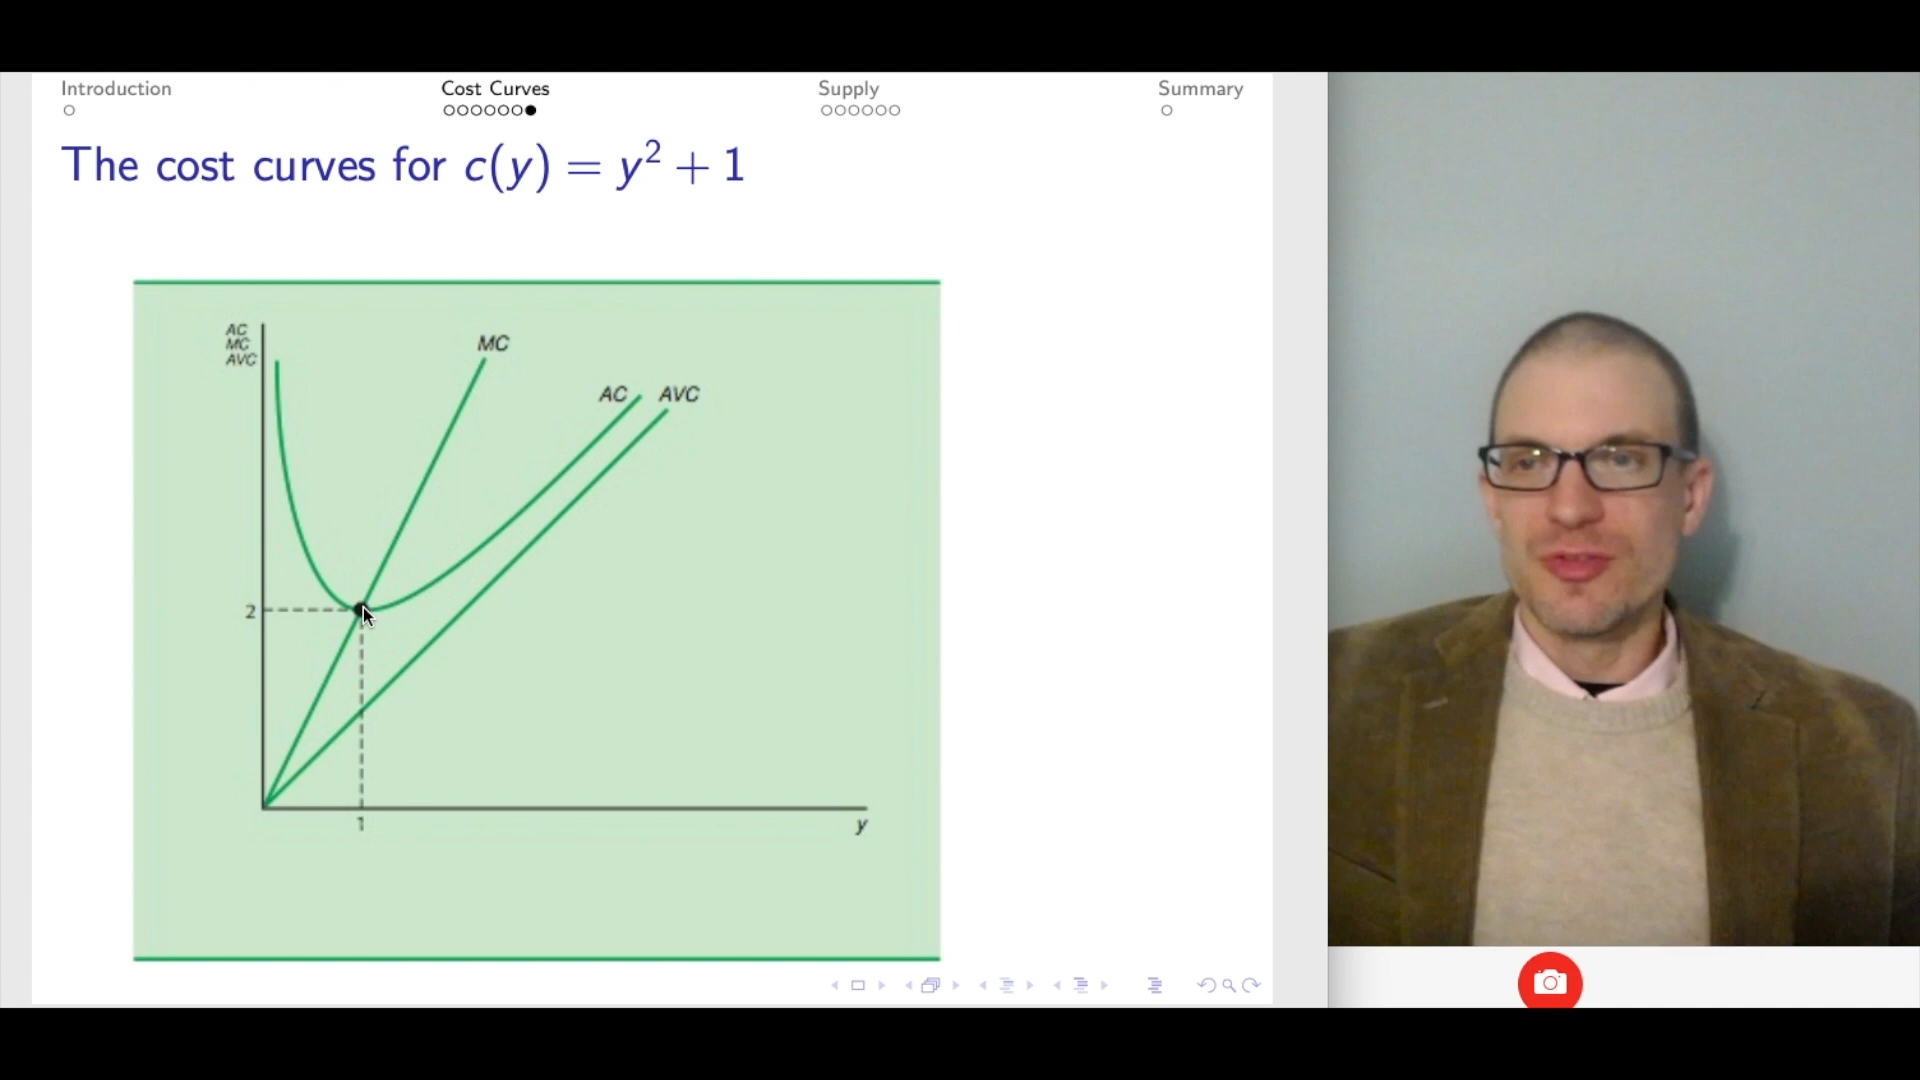 Introduction Cost Curves Supply Summary
The cost curves for c(y) = y² + 1
AC
MC
AVC
MC
AC AVC
2
1
y